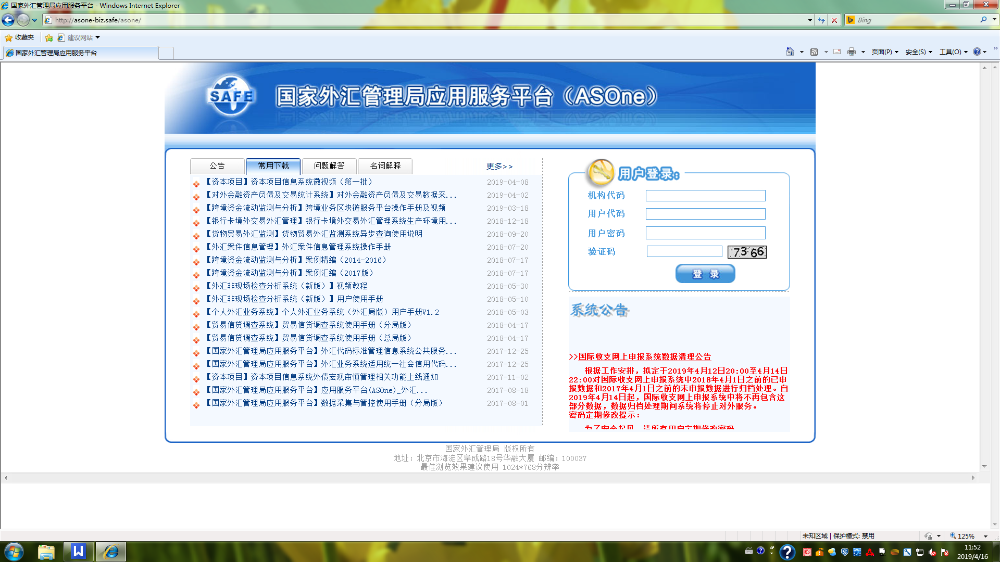 国家外汇管理局应用服务平台 - Windows Internet Explorer
http://asone-biz.safe/asone/
Bing
收藏夹
建议网站
国家外汇管理局应用服务平台
页面(P)
安全(S)
工具(O)
SAFE
国家外汇管理局应用服务平台（ASOne）
公告
常用下载
问题解答
名词解释
更多>>
【资本项目】资本项目信息系统微视频（第一批） 2019-04-08
【对外金融资产负债及交易统计系统】对外金融资产负债及交易数据采... 2019-04-02
【跨境资金流动监测与分析】跨境业务区块链服务平台操作手册及视频 2019-03-18
【银行卡境外交易外汇管理】银行卡境外交易外汇管理系统生产环境用... 2018-12-18
【货物贸易外汇监测】货物贸易外汇监测系统异步查询使用说明 2018-09-20
【外汇案件信息管理】外汇案件信息管理系统操作手册 2018-07-20
【跨境资金流动监测与分析】案例精编（2014-2016） 2018-07-17
【跨境资金流动监测与分析】案例汇编（2017版） 2018-07-17
【外汇非现场检查分析系统（新版）】视频教程 2018-05-30
【外汇非现场检查分析系统（新版）】用户使用手册 2018-05-10
【个人外汇业务系统】个人外汇业务系统（外汇局版）用户手册V1.2 2018-05-03
【贸易信贷调查系统】贸易信贷调查系统使用手册（分局版） 2018-04-17
【贸易信贷调查系统】贸易信贷调查系统使用手册（总局版） 2018-04-17
【国家外汇管理局应用服务平台】外汇代码标准管理信息系统公共服务... 2017-12-25
【国家外汇管理局应用服务平台】外汇业务系统适用统一社会信用代码... 2017-12-25
【资本项目】资本项目信息系统外债宏观审慎管理相关功能上线通知 2017-11-02
【国家外汇管理局应用服务平台】应用服务平台(ASOne)_外汇... 2017-08-18
【国家外汇管理局应用服务平台】数据采集与管控使用手册（分局版） 2017-08-01
用户登录：
机构代码
用户代码
用户密码
验证码
7366
登 录
系统公告
>>国际收支网上申报系统数据清理公告
根据工作安排，拟定于2019年4月12日20:00至4月14日
22:00对国际收支网上申报系统中2018年4月1日之前的已申
报数据和2017年4月1日之前的未申报数据进行归档处理。自
2019年4月14日起，国际收支网上申报系统中将不再包含这
部分数据，数据归档处理期间系统将停止对外服务。
密码定期修改提示：
为了安全起见，请所有用户定期修改密码
国家外汇管理局 版权所有
地址：北京市海淀区阜成路18号华融大厦 邮编：100037
最佳浏览效果建议使用 1024*768分辨率
未知区域 | 保护模式: 禁用
125%
11:52
2019/4/16